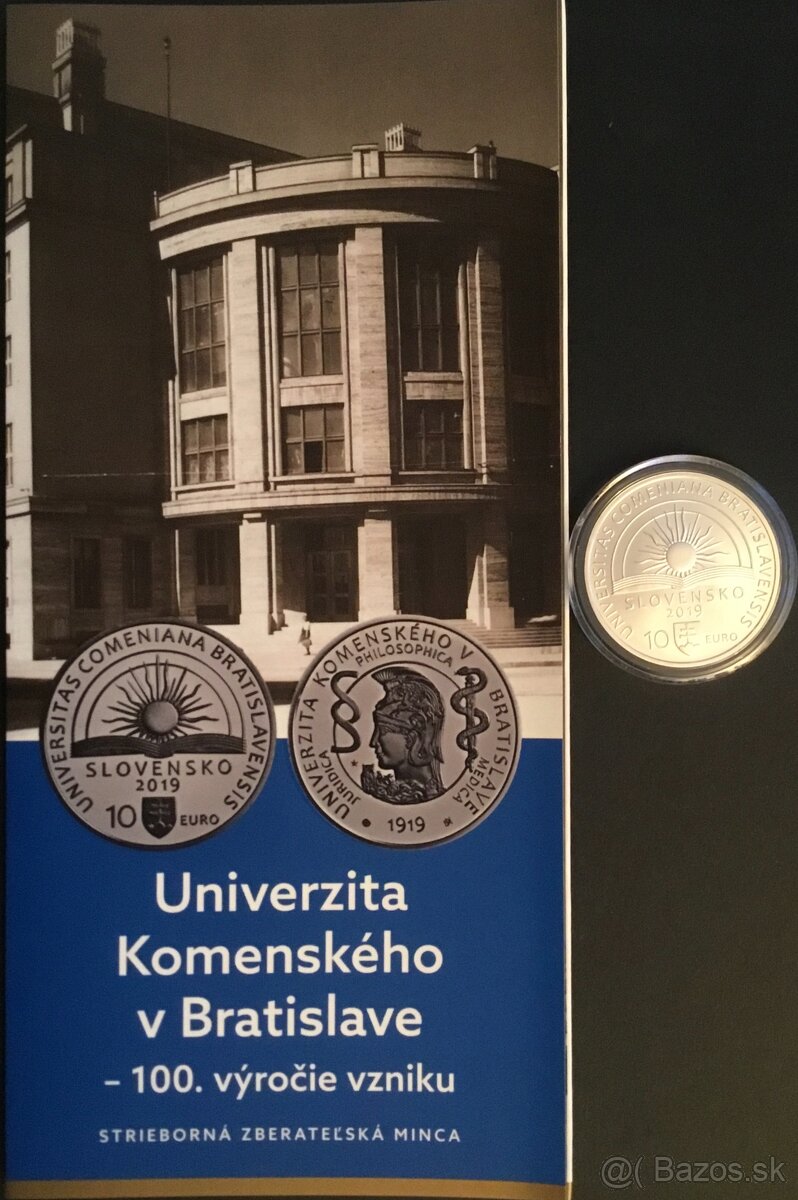 UNIVERSITAS COMENIANA BRATISLAVENSIS
SLOVENSKO
2019
10 EURO
UNIVERZITA KOMENSKÉHO V BRATISLAVE
PHILOSOPHICA
JURIDICA
MEDICA
1919
UNIVERSITAS COMENIANA BRATISLAVENSIS
SLOVENSKO
2019
10 EURO
Univerzita
Komenského
v Bratislave
– 100. výročie vzniku
STRIEBORNÁ ZBERATEĽSKÁ MINCA
@( Bazos.sk